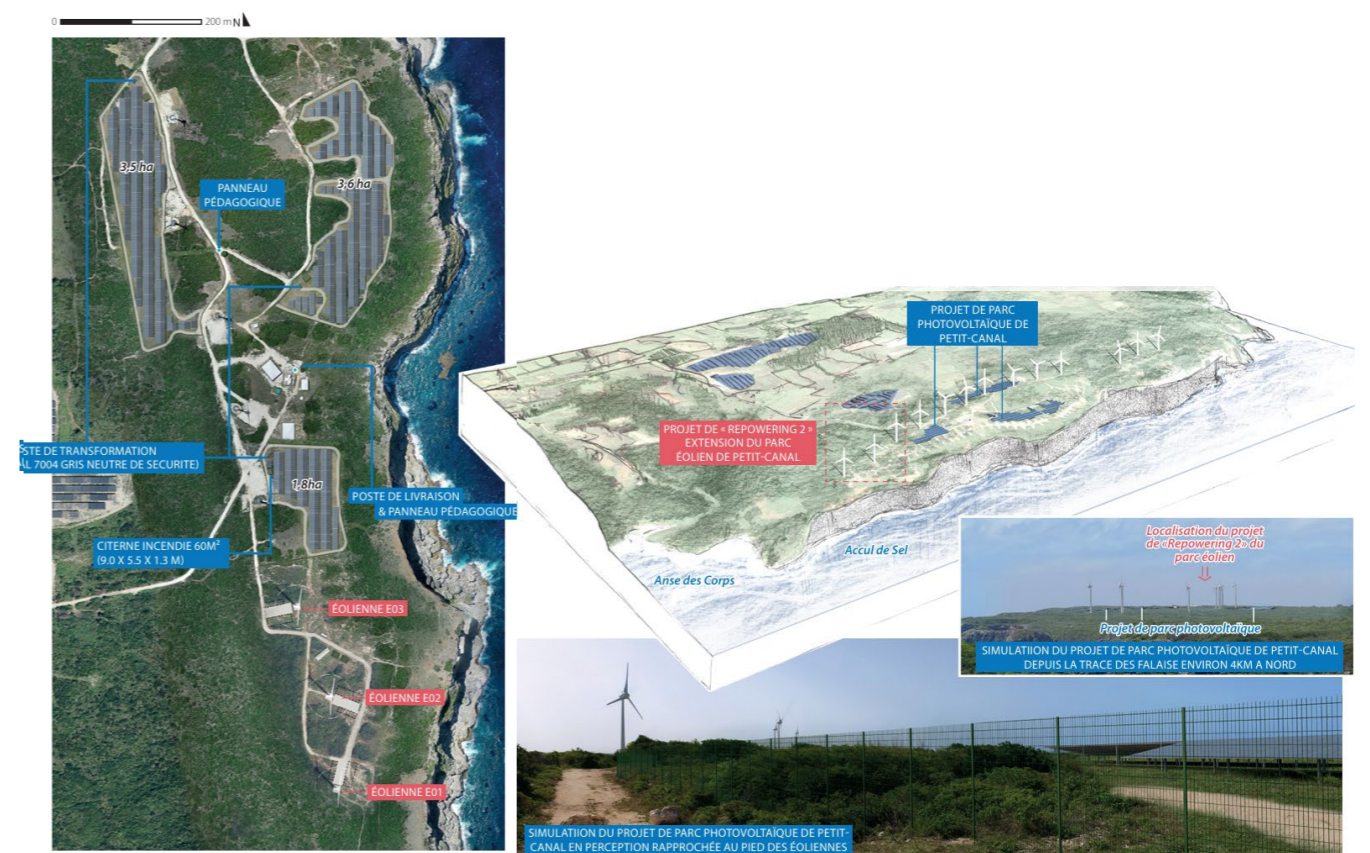 0 200 m N
3,5 ha
3,6 ha
PANNEAU
PÉDAGOGIQUE
STE DE TRANSFORMATION
AL 7004 GRIS NEUTRE DE SECURITE)
1,8ha
POSTE DE LIVRAISON
& PANNEAU PÉDAGOGIQUE
CITERNE INCENDIE 60M²
(9.0 X 5.5 X 1.3 M)
ÉOLIENNE E03
ÉOLIENNE E02
ÉOLIENNE E01
PROJET DE PARC
PHOTOVOLTAÏQUE DE
PETIT-CANAL
PROJET DE « REPOWERING 2 »
EXTENSION DU PARC
ÉOLIEN DE PETIT-CANAL
Accul de Sel
Anse des Corps
Localisation du projet
de «Repowering 2» du
parc éolien
Projet de parc photovoltaïque
SIMULATIION DU PROJET DE PARC PHOTOVOLTAÏQUE DE PETIT-CANAL
DEPUIS LA TRACE DES FALAISE ENVIRON 4KM A NORD
SIMULATIION DU PROJET DE PARC PHOTOVOLTAÏQUE DE PETIT-
CANAL EN PERCEPTION RAPPROCHÉE AU PIED DES ÉOLIENNES